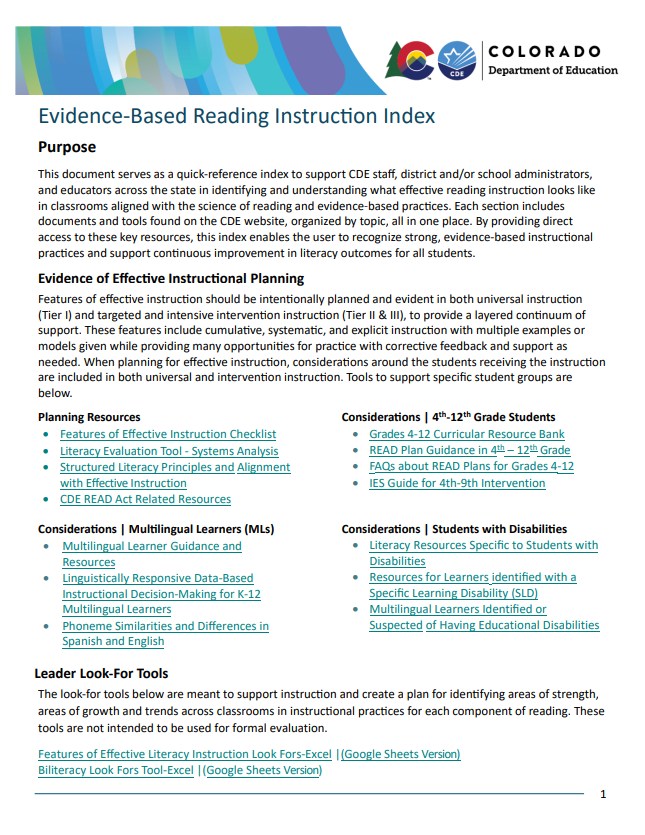 COLORADO
Department of Education
CDE
Evidence-Based Reading Instruction Index
Purpose
This document serves as a quick-reference index to support CDE staff, district and/or school administrators,
and educators across the state in identifying and understanding what effective reading instruction looks like
in classrooms aligned with the science of reading and evidence-based practices. Each section includes
documents and tools found on the CDE website, organized by topic, all in one place. By providing direct
access to these key resources, this index enables the user to recognize strong, evidence-based instructional
practices and support continuous improvement in literacy outcomes for all students.
Evidence of Effective Instructional Planning
Features of effective instruction should be intentionally planned and evident in both universal instruction
(Tier I) and targeted and intensive intervention instruction (Tier II & III), to provide a layered continuum of
support. These features include cumulative, systematic, and explicit instruction with multiple examples or
models given while providing many opportunities for practice with corrective feedback and support as
needed. When planning for effective instruction, considerations around the students receiving the instruction
are included in both universal and intervention instruction. Tools to support specific student groups are
below.
Planning Resources
• Features of Effective Instruction Checklist
• Literacy Evaluation Tool - Systems Analysis
• Structured Literacy Principles and Alignment
with Effective Instruction
• CDE READ Act Related Resources
Considerations | 4th-12th Grade Students
• Grades 4-12 Curricular Resource Bank
• READ Plan Guidance in 4th – 12th Grade
• FAQs about READ Plans for Grades 4-12
• IES Guide for 4th-9th Intervention
Considerations | Multilingual Learners (MLs)
• Multilingual Learner Guidance and
Resources
• Linguistically Responsive Data-Based
Instructional Decision-Making for K-12
Multilingual Learners
• Phoneme Similarities and Differences in
Spanish and English
Considerations | Students with Disabilities
• Literacy Resources Specific to Students with
Disabilities
• Resources for Learners identified with a
Specific Learning Disability (SLD)
• Multilingual Learners Identified or
Suspected of Having Educational Disabilities
Leader Look-For Tools
The look-for tools below are meant to support instruction and create a plan for identifying areas of strength,
areas of growth and trends across classrooms in instructional practices for each component of reading. These
tools are not intended to be used for formal evaluation.
Features of Effective Literacy Instruction Look Fors-Excel |(Google Sheets Version)
Biliteracy Look Fors Tool-Excel |(Google Sheets Version)
1